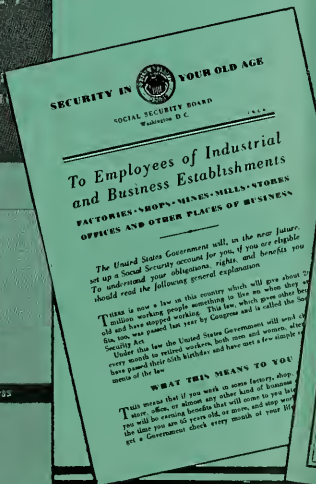 SECURITY IN YOUR OLD AGE
SOCIAL SECURITY BOARD
Washington D C
To Employees of Industrial
and Business Establishments
FACTORIES • SHOPS • MINES • MILLS • STORES
OFFICES AND OTHER PLACES OF BUSINESS
The United States Government will, in the near future,
set up a Social Security account for you, if you are eligible
To understand your obligations, rights, and benefits you
should read the following general explanation
THERE is now a law in this country which will give about 2
million working people something to live on when they
old and have stopped working. This law, which gives other
fits, too, was passed last year by Congress and is called the
Security Act
Under this law the United States Government will send
every month to retired workers, both men and women,
have passed their 65th birthday and have met a few simple
ments of the law
WHAT THIS MEANS TO YOU
THIS means that if you work in some factory, shop,
store, office, or almost any other kind of business
you will be earning benefits that will come to you
the time you are 65 years old, or more, and stop
get a Government check every month of your